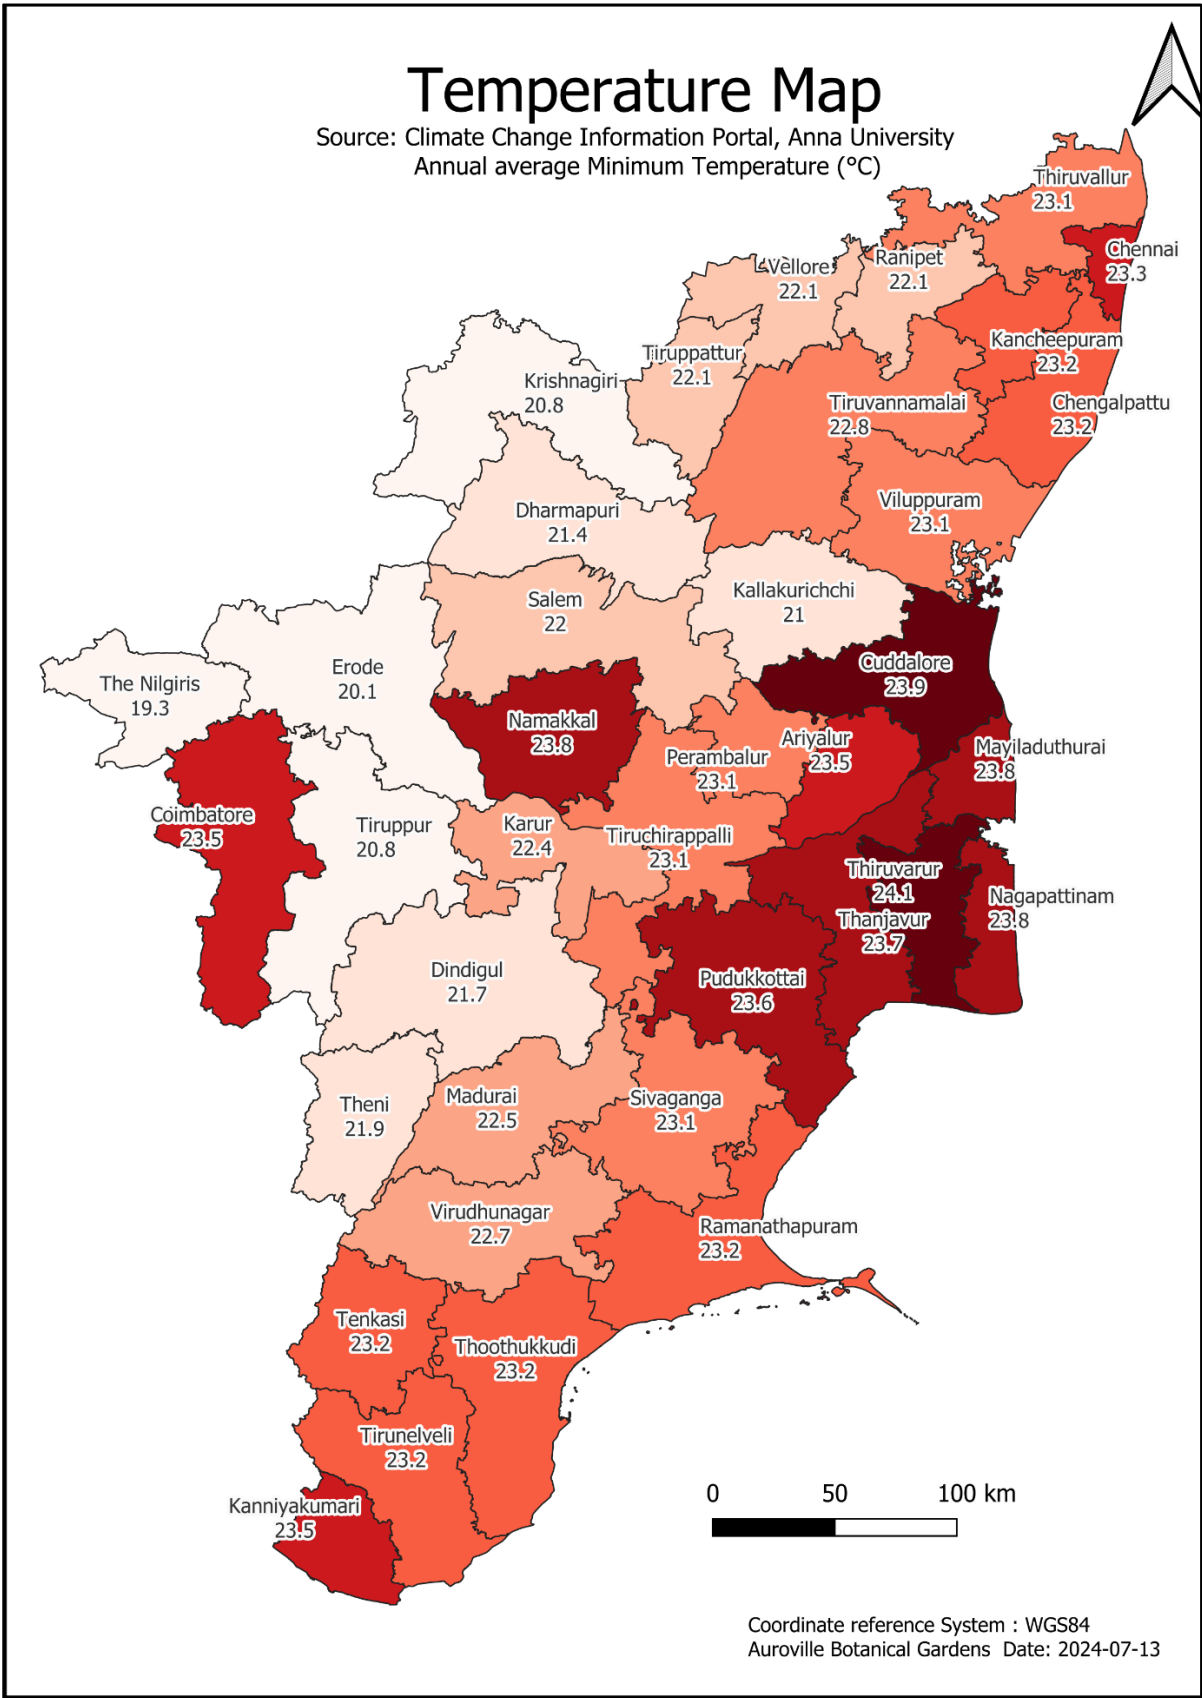 Temperature Map
Source: Climate Change Information Portal, Anna University
Annual average Minimum Temperature (°C)
Thiruvallur
23.1
Chennai
23.3
Vellore
22.1
Ranipet
22.1
Kancheepuram
23.2
Tiruppattur
22.1
Krishnagiri
20.8
Tiruvannamalai
22.8
Chengalpattu
23.2
Viluppuram
23.1
Dharmapuri
21.4
Kallakurichchi
21
Salem
22
Erode
20.1
Cuddalore
23.9
The Nilgiris
19.3
Namakkal
23.8
Ariyalur
23.5
Mayiladuthurai
23.8
Perambalur
23.1
Coimbatore
23.5
Tiruppur
20.8
Karur
22.4
Tiruchirappalli
23.1
Thiruvarur
24.1
Nagapattinam
23.8
Thanjavur
23.7
Dindigul
21.7
Pudukkottai
23.6
Theni
21.9
Madurai
22.5
Sivaganga
23.1
Virudhunagar
22.7
Ramanathapuram
23.2
Tenkasi
23.2
Thoothukkudi
23.2
Tirunelveli
23.2
Kanniyakumari
23.5
0 50 100 km
Coordinate reference System : WGS84
Auroville Botanical Gardens Date: 2024-07-13